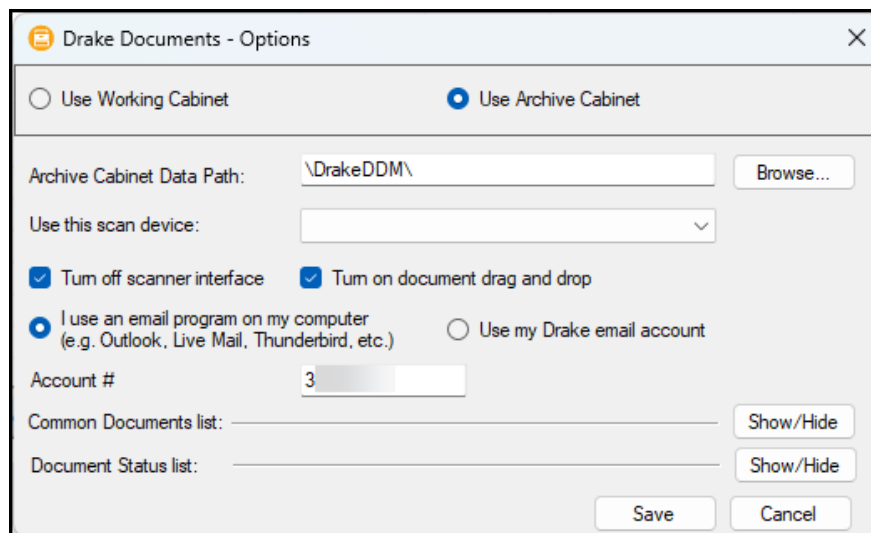 Drake Documents - Options
Use Working Cabinet
Use Archive Cabinet
Archive Cabinet Data Path:
\DrakeDDM\
Browse...
Use this scan device:
Turn off scanner interface
Turn on document drag and drop
I use an email program on my computer
(e.g. Outlook, Live Mail, Thunderbird, etc.)
Use my Drake email account
Account #
3
Common Documents list:
Show/Hide
Document Status list:
Show/Hide
Save
Cancel